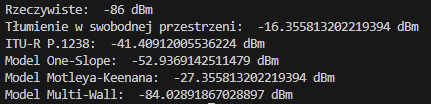 Rzeczywiste:  -86 dBm
Tłumienie w swobodnej przestrzeni:  -16.355813202219394 dBm
ITU-R P.1238:  -41.40912005536224 dBm
Model One-Slope:  -52.9369142511479 dBm
Model Motleya-Keenana:  -27.355813202219394 dBm
Model Multi-Wall:  -84.02891867028897 dBm